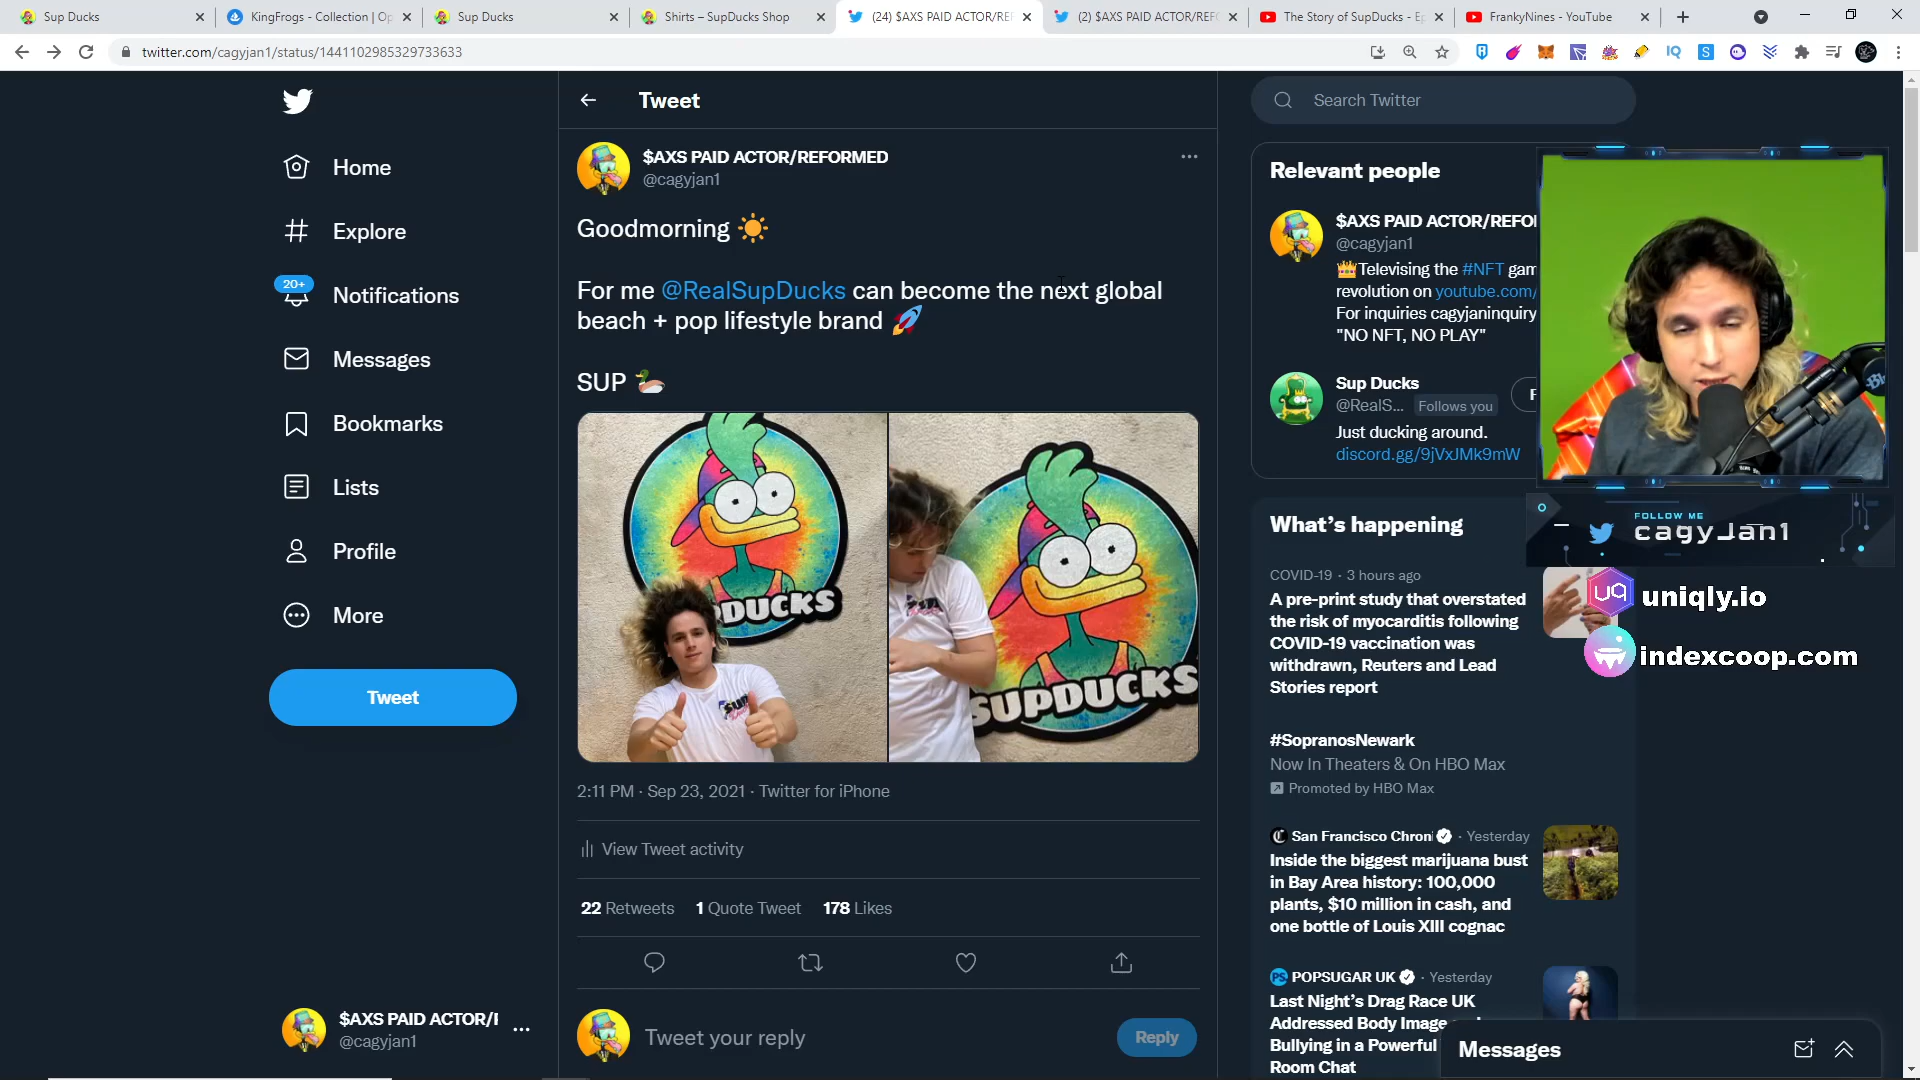 Sup Ducks
KingFrogs - Collection | Op
Sup Ducks
Shirts – SupDucks Shop
(24) $AXS PAID ACTOR/REF
(2) $AXS PAID ACTOR/REFO
The Story of SupDucks - Ep
FrankyNines - YouTube
twitter.com/cagyjan1/status/1441102985329733633
Home
Explore
20+
Notifications
Messages
Bookmarks
Lists
Profile
More
Tweet
$AXS PAID ACTOR/F
@cagyjan1
Tweet
$AXS PAID ACTOR/REFORMED
@cagyjan1
Goodmorning
For me @RealSupDucks can become the next global
beach + pop lifestyle brand
SUP
PDUCKS
SUP
SUPDUCKS
2:11 PM · Sep 23, 2021 · Twitter for iPhone
View Tweet activity
22 Retweets 1 Quote Tweet 178 Likes
Tweet your reply
Reply
Search Twitter
Relevant people
$AXS PAID ACTOR/REFO
@cagyjan1
Televising the #NFT gam
revolution on youtube.com/
For inquiries cagyjaninquiry
"NO NFT, NO PLAY"
Sup Ducks
@RealS... Follows you
F
Just ducking around.
discord.gg/9jVxJMk9mW
What's happening
COVID-19 · 3 hours ago
A pre-print study that overstated
the risk of myocarditis following
COVID-19 vaccination was
withdrawn, Reuters and Lead
Stories report
#SopranosNewark
Now In Theaters & On HBO Max
Promoted by HBO Max
San Francisco Chron · Yesterday
Inside the biggest marijuana bust
in Bay Area history: 100,000
plants, $10 million in cash, and
one bottle of Louis XIII cognac
POPSUGAR UK · Yesterday
Last Night's Drag Race UK
Addressed Body Image
Bullying in a Powerful
Room Chat
FOLLOW ME
cagyJan1
uniqly.io
indexcoop.com
Messages